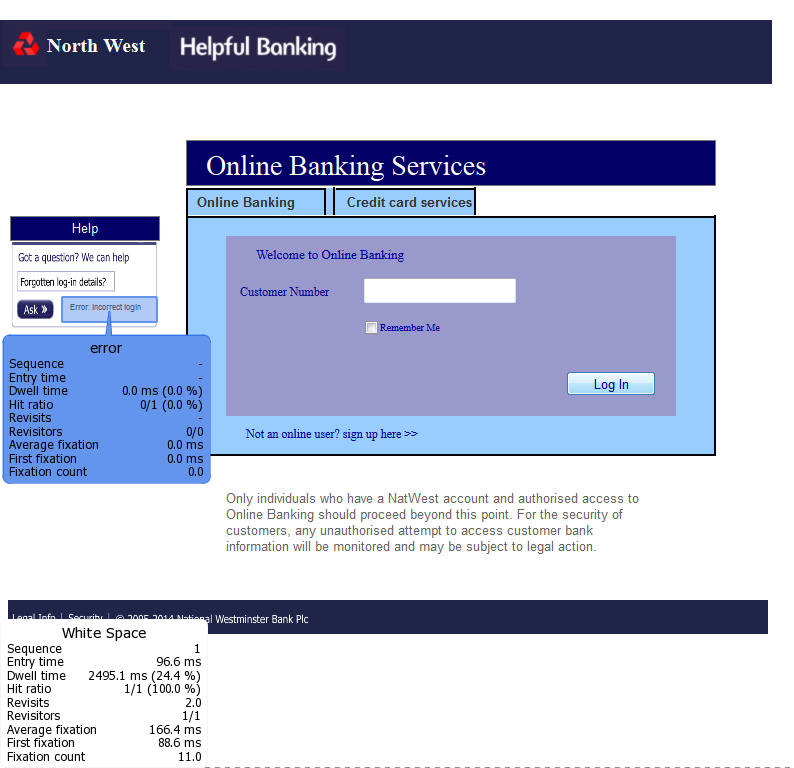 North West
Helpful Banking
Online Banking Services
Online Banking
Credit card services
Help
Got a question? We can help
Forgotten log-in details?
Ask »
Error: Incorrect login
Welcome to Online Banking
Customer Number
Remember Me
Log In
Not an online user? sign up here >>
error
Sequence -
Entry time -
Dwell time 0.0 ms (0.0 %)
Hit ratio 0/1 (0.0 %)
Revisits -
Revisitors 0/0
Average fixation 0.0 ms
First fixation 0.0 ms
Fixation count 0.0
Only individuals who have a NatWest account and authorised access to
Online Banking should proceed beyond this point. For the security of
customers, any unauthorised attempt to access customer bank
information will be monitored and may be subject to legal action.
Legal Info | Security | © 2005-2014 National Westminster Bank Plc
White Space
Sequence 1
Entry time 96.6 ms
Dwell time 2495.1 ms (24.4 %)
Hit ratio 1/1 (100.0 %)
Revisits 2.0
Revisitors 1/1
Average fixation 166.4 ms
First fixation 88.6 ms
Fixation count 11.0